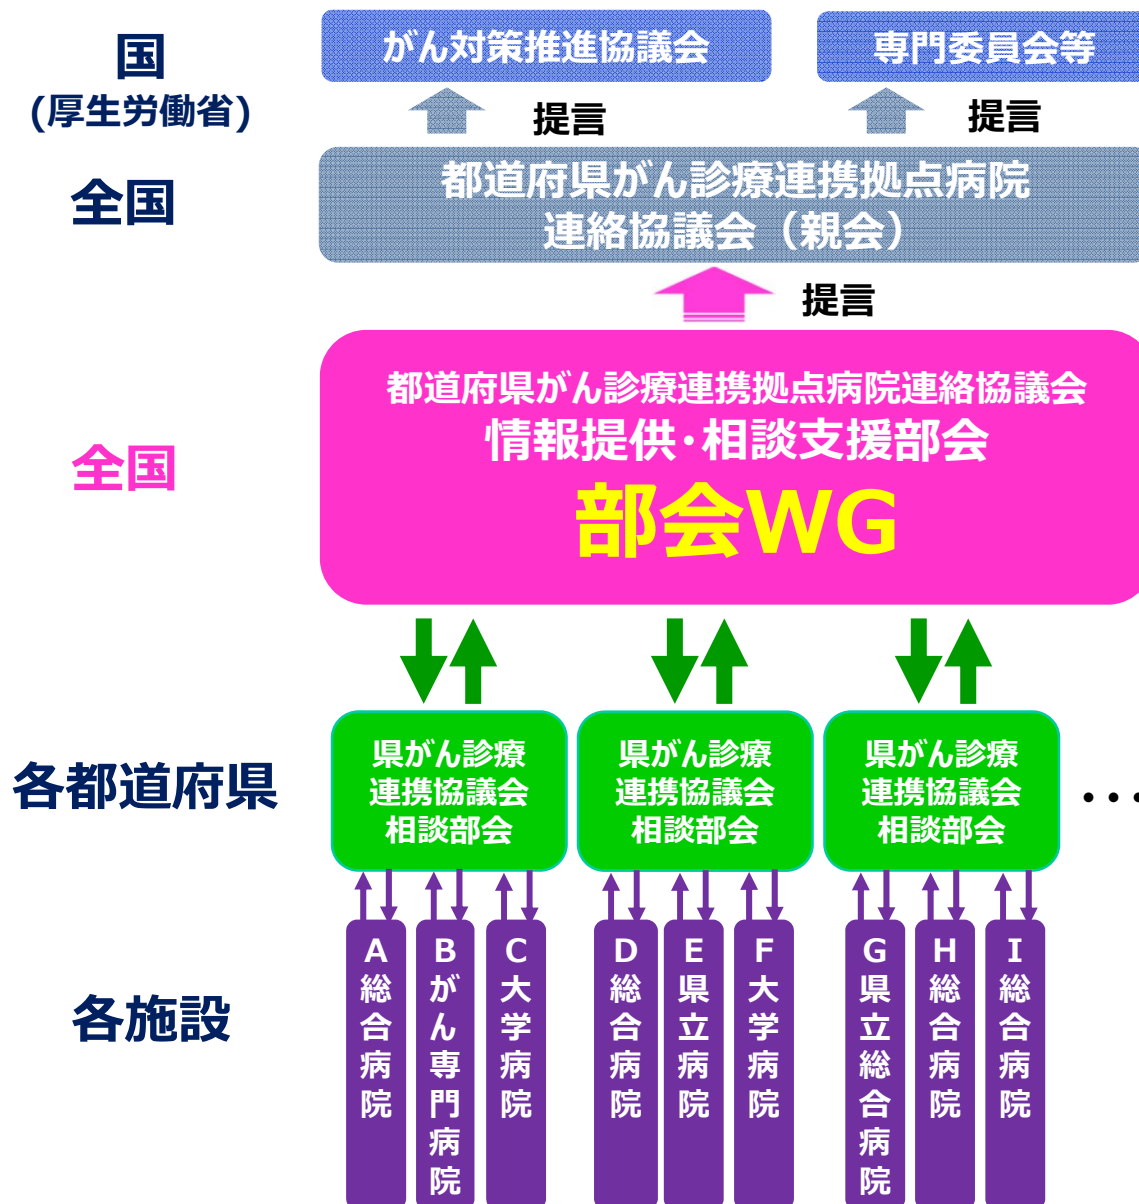 国
(厚生労働省)
がん対策推進協議会
専門委員会等
提言
提言
全国
都道府県がん診療連携拠点病院
連絡協議会（親会）
提言
全国
都道府県がん診療連携拠点病院連絡協議会
情報提供・相談支援部会
部会WG
各都道府県
県がん診療
連携協議会
相談部会
県がん診療
連携協議会
相談部会
県がん診療
連携協議会
相談部会
・・・
各施設
A総合病院
Bがん専門病院
C大学病院
D総合病院
E県立病院
F大学病院
G県立総合病院
H総合病院
I総合病院